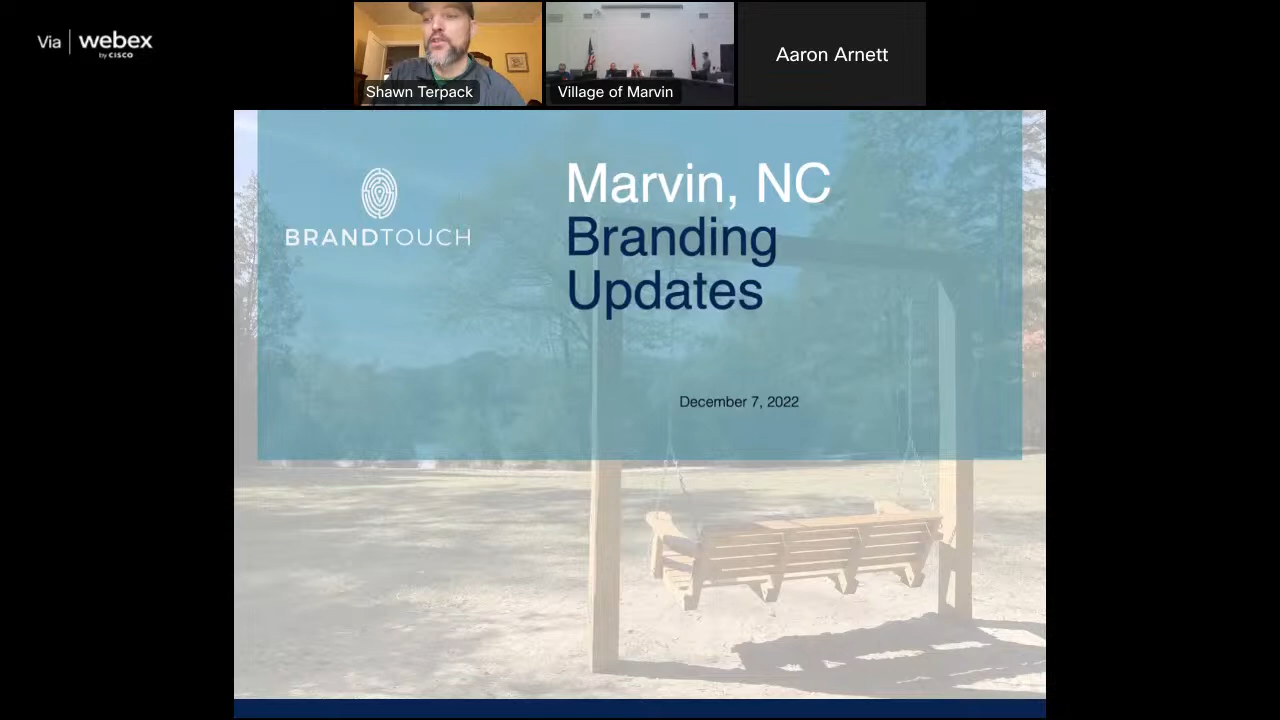 Via webex
by CISCO
Shawn Terpack
Village of Marvin
Aaron Arnett
BRANDTOUCH
Marvin, NC
Branding
Updates
December 7, 2022